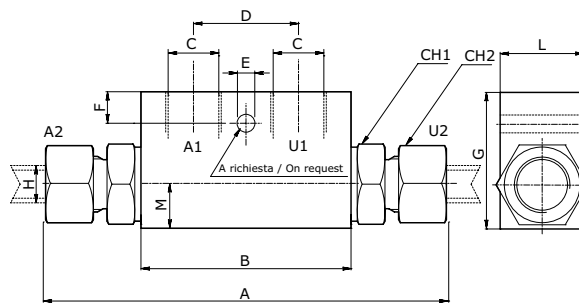 D
C
E
C
CH1
CH2
L
F
A2
A1
U1
U2
A richiesta / On request
H
M
G
B
A